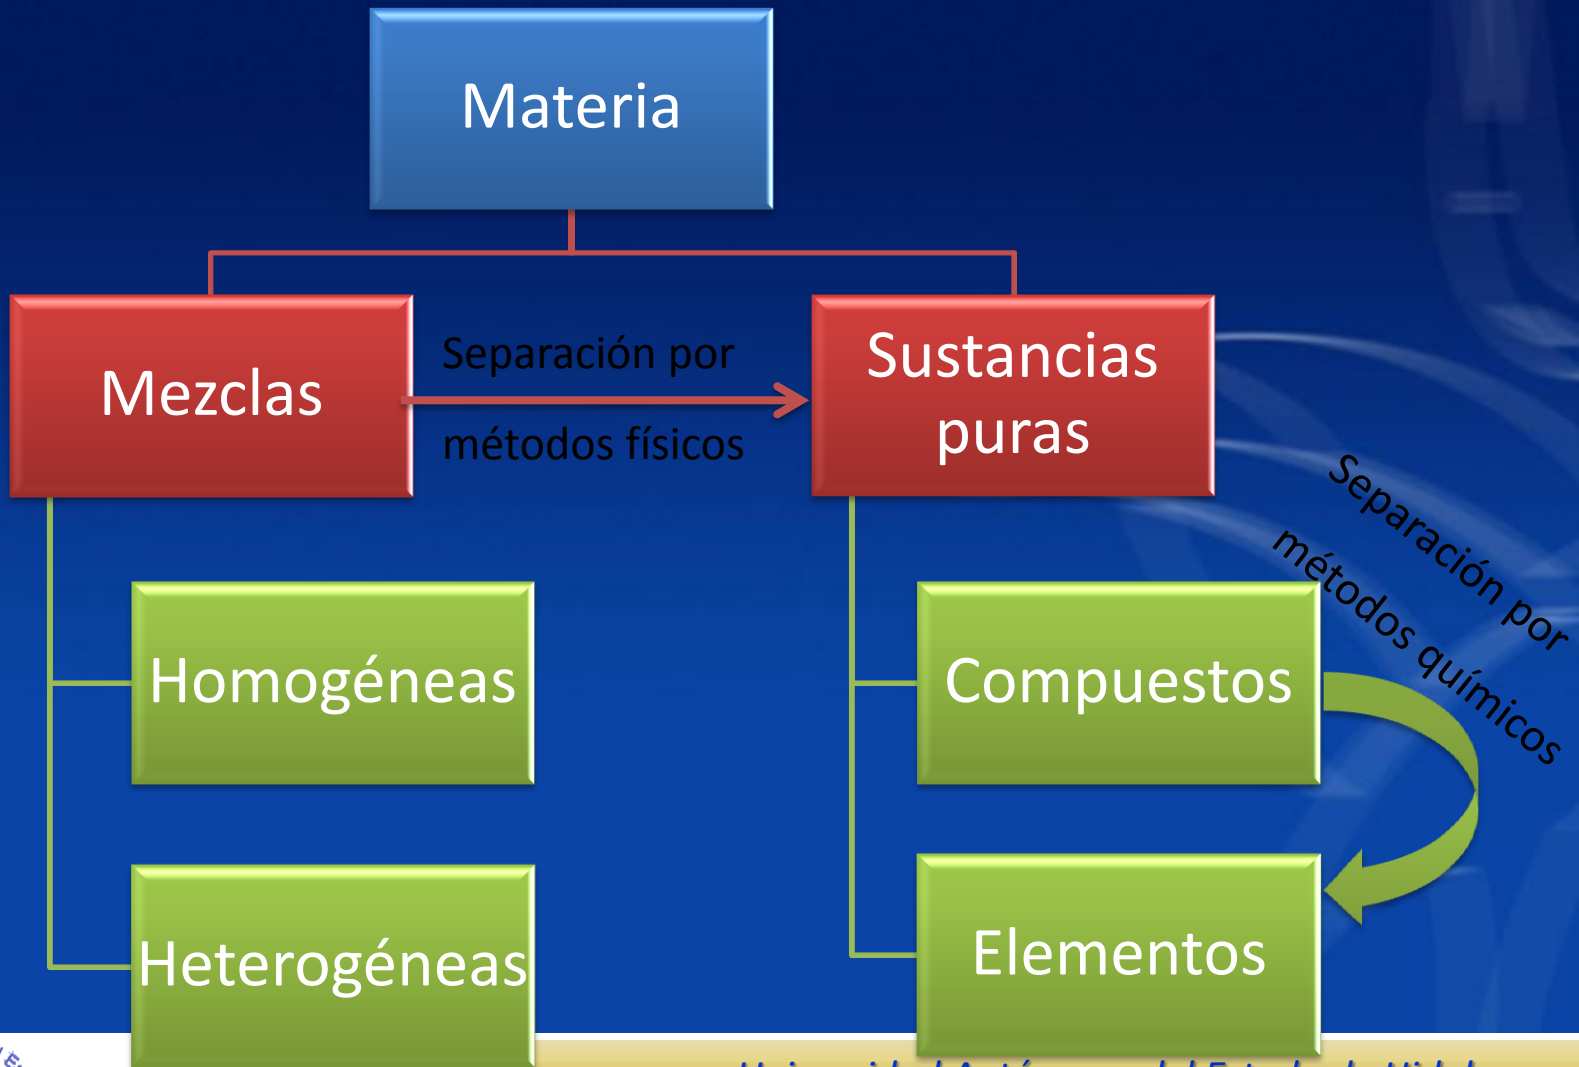 Materia
Mezclas
Separación por
métodos físicos
Sustancias
puras
Separación por
métodos químicos
Homogéneas
Compuestos
Heterogéneas
Elementos